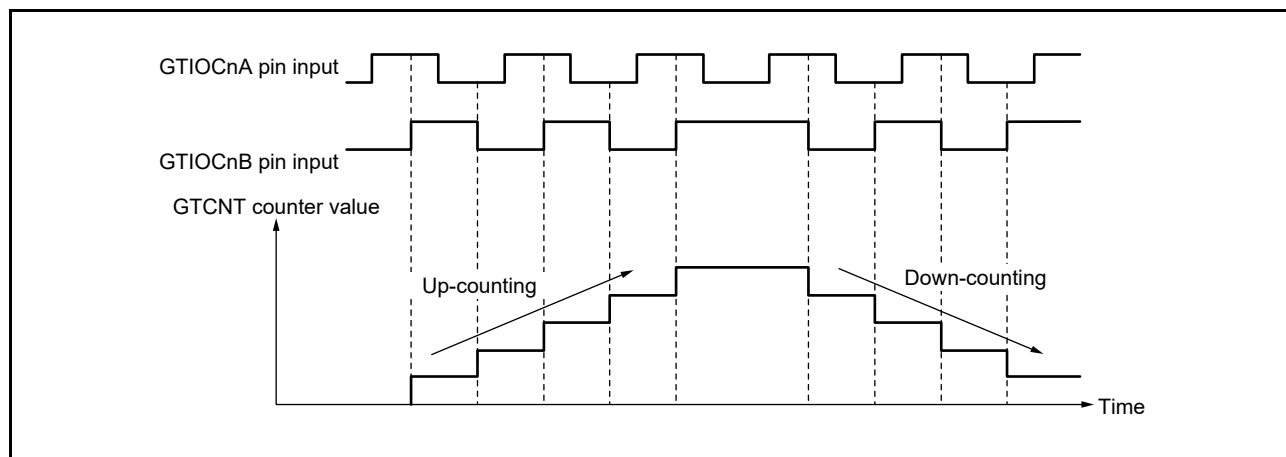 GTIOCnA pin input
GTIOCnB pin input
GTCNT counter value
Up-counting
Down-counting
Time